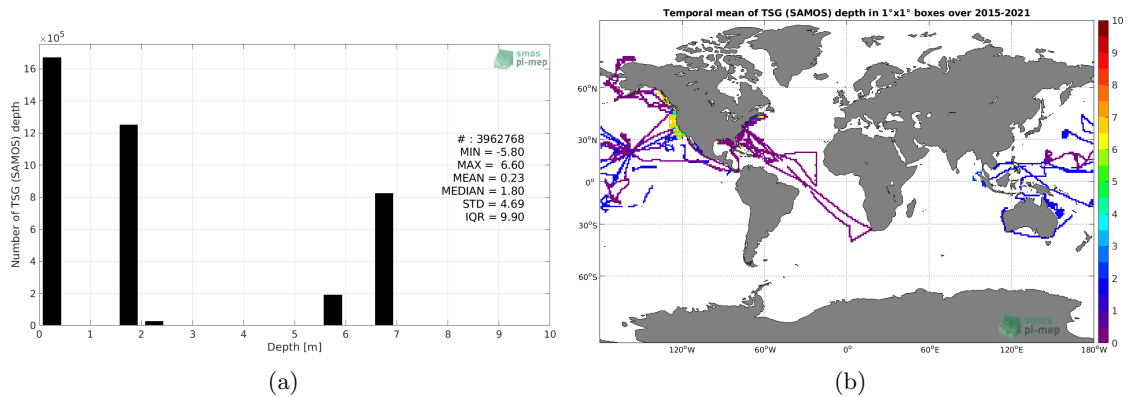 × 10⁵
smos
pi-mep
16
14
12
10
8
6
4
2
0
Number of TSG (SAMOS) depth
# : 3962768
MIN = -5.80
MAX = 6.60
MEAN = 0.23
MEDIAN = 1.80
STD = 4.69
IQR = 9.90
0 1 2 3 4 5 6 7 8 9 10
Depth [m]
(a)
Temporal mean of TSG (SAMOS) depth in 1°x1° boxes over 2015-2021
60°N
30°N
0°
30°S
60°S
120°W 60°W 0° 60°E 120°E 180°W
smos
pi-mep
10
9
8
7
6
5
4
3
2
1
0
(b)